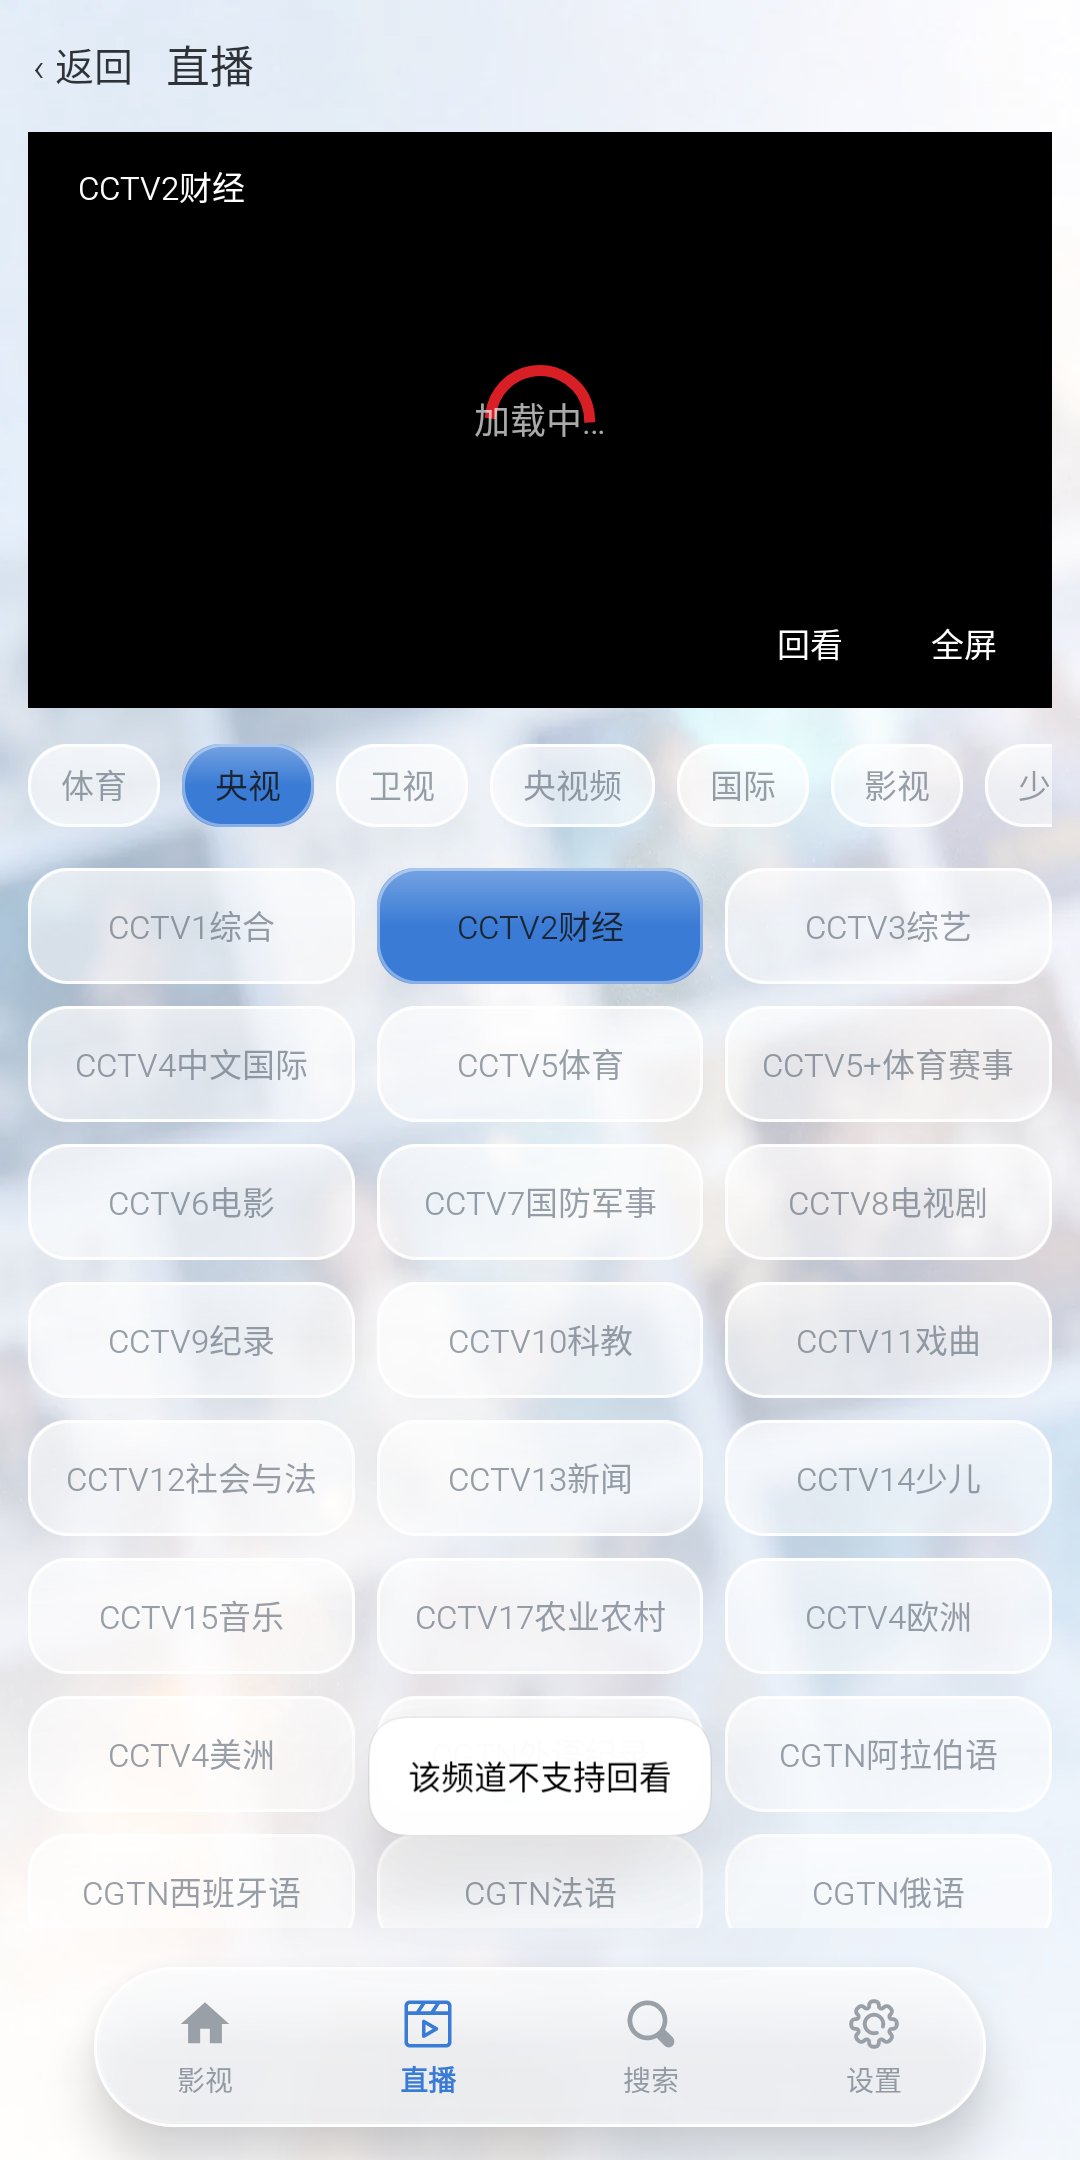 ‹ 返回 直播
CCTV2财经
加载中...
回看 全屏
体育 央视 卫视 央视频 国际 影视 少
CCTV1综合 CCTV2财经 CCTV3综艺
CCTV4中文国际 CCTV5体育 CCTV5+体育赛事
CCTV6电影 CCTV7国防军事 CCTV8电视剧
CCTV9纪录 CCTV10科教 CCTV11戏曲
CCTV12社会与法 CCTV13新闻 CCTV14少儿
CCTV15音乐 CCTV17农业农村 CCTV4欧洲
CCTV4美洲 CGTN阿拉伯语
该频道不支持回看
CGTN西班牙语 CGTN法语 CGTN俄语
影视 直播 搜索 设置